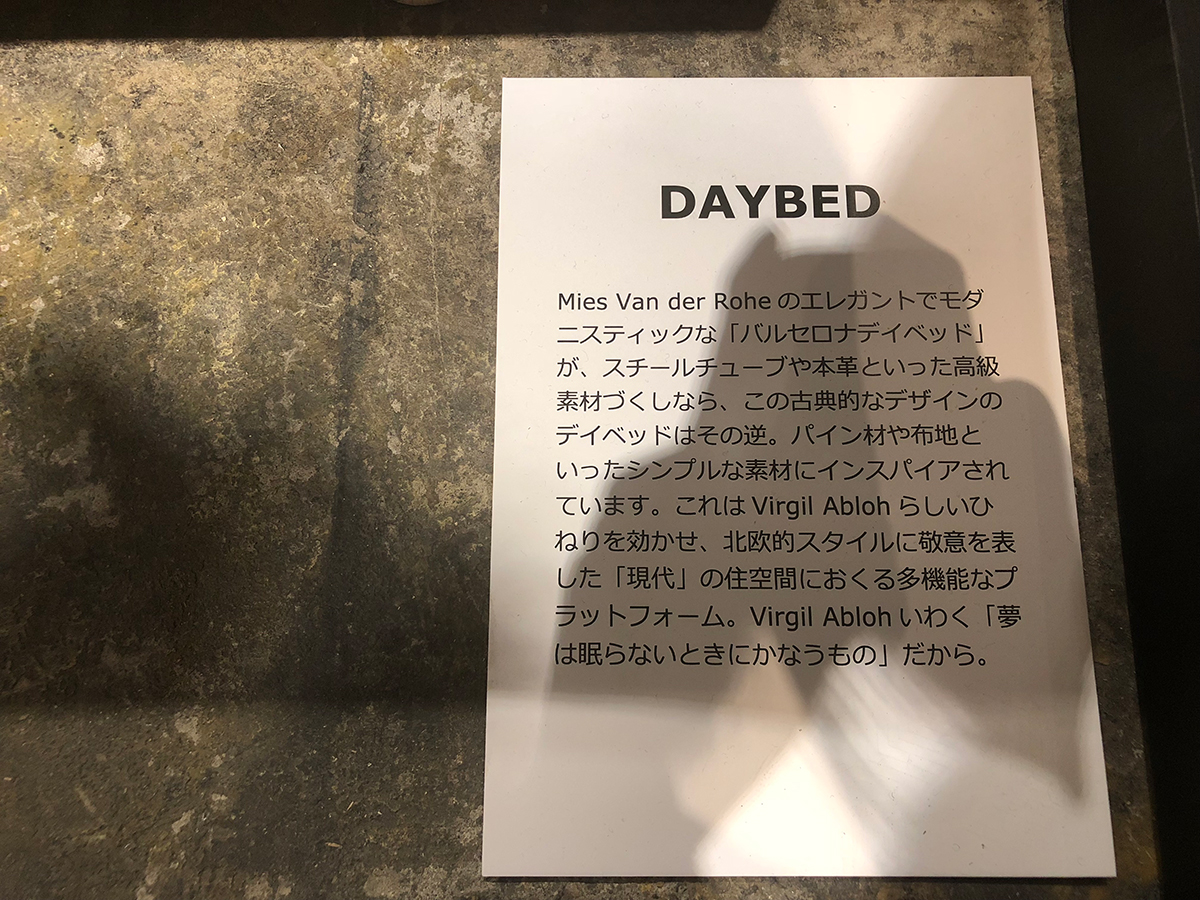 DAYBED
Mies Van der Rohe のエレガントでモダ
ニスティックな「バルセロナデイベッド」
が、スチールチューブや本革といった高級
素材づくしなら、この古典的なデザインの
デイベッドはその逆。パイン材や布地と
いったシンプルな素材にインスパイアされ
ています。これは Virgil Abloh らしいひ
ねりを効かせ、北欧的スタイルに敬意を表
した「現代」の住空間におくる多機能なプ
ラットフォーム。Virgil Abloh いわく「夢
は眠らないときにかなうもの」だから。